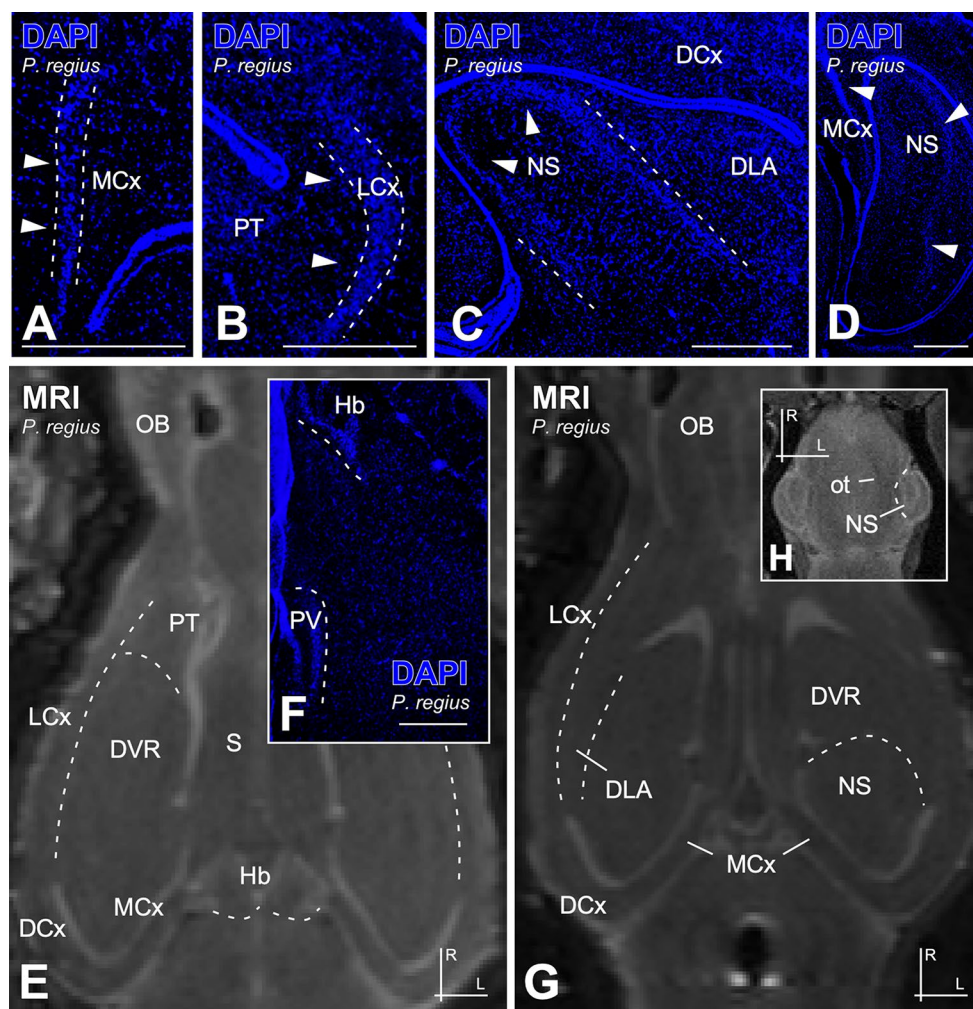 DAPI
P. regius
MCx
A
DAPI
P. regius
LCx
PT
B
DAPI
P. regius
DCx
NS
DLA
C
DAPI
P. regius
MCx
NS
D
MRI
P. regius
OB
PT
LCx
DVR
S
Hb
MCx
DCx
E
R
L
Hb
PV
DAPI
P. regius
F
MRI
P. regius
OB
LCx
DVR
NS
DLA
MCx
DCx
G
R
L
R
L
ot
NS
H